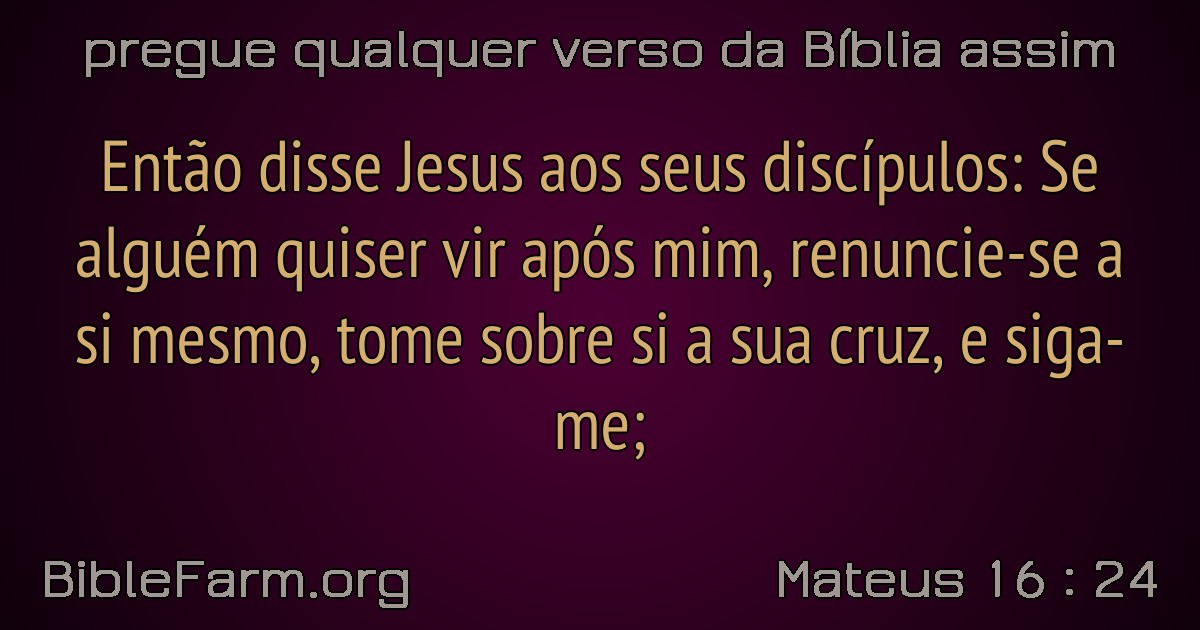 pregue qualquer verso da Bíblia assim
Então disse Jesus aos seus discípulos: Se
alguém quiser vir após mim, renuncie-se a
si mesmo, tome sobre si a sua cruz, e siga-
me;
BibleFarm.org
Mateus 16 : 24